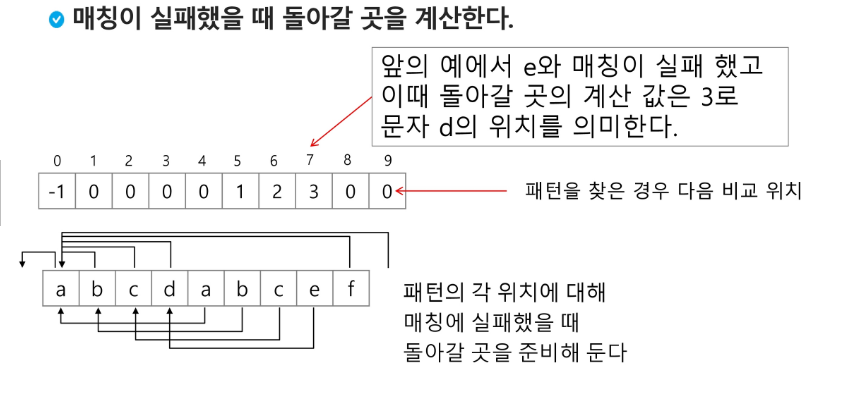 매칭이 실패했을 때 돌아갈 곳을 계산한다.
앞의 예에서 e와 매칭이 실패 했고
이때 돌아갈 곳의 계산 값은 3로
문자 d의 위치를 의미한다.
0 1 2 3 4 5 6 7 8 9
-1 0 0 0 0 1 2 3 0 0
패턴을 찾은 경우 다음 비교 위치
a b c d a b c e f
패턴의 각 위치에 대해
매칭에 실패했을 때
돌아갈 곳을 준비해 둔다